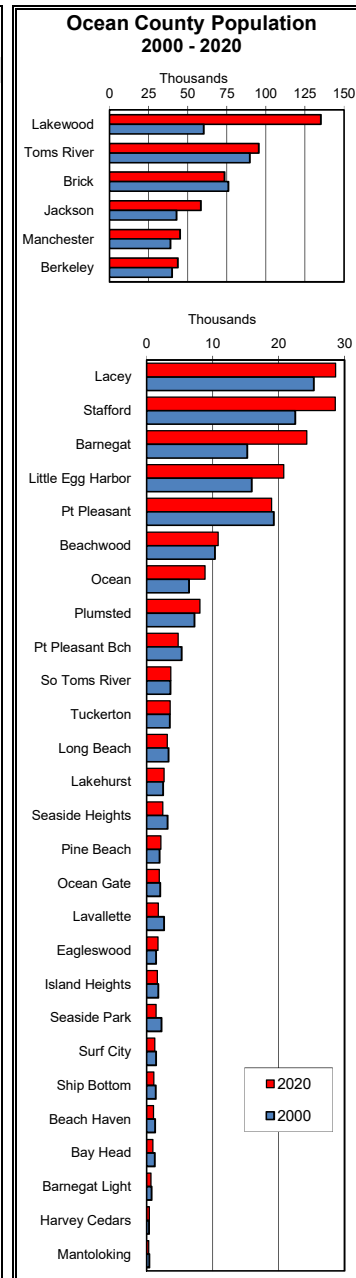 Ocean County Population
2000 - 2020
Thousands
0 25 50 75 100 125 150
Lakewood
Toms River
Brick
Jackson
Manchester
Berkeley
Thousands
0 10 20 30
Lacey
Stafford
Barnegat
Little Egg Harbor
Pt Pleasant
Beachwood
Ocean
Plumsted
Pt Pleasant Bch
So Toms River
Tuckerton
Long Beach
Lakehurst
Seaside Heights
Pine Beach
Ocean Gate
Lavallette
Eagleswood
Island Heights
Seaside Park
Surf City
Ship Bottom
Beach Haven
Bay Head
Barnegat Light
Harvey Cedars
Mantoloking
2020
2000